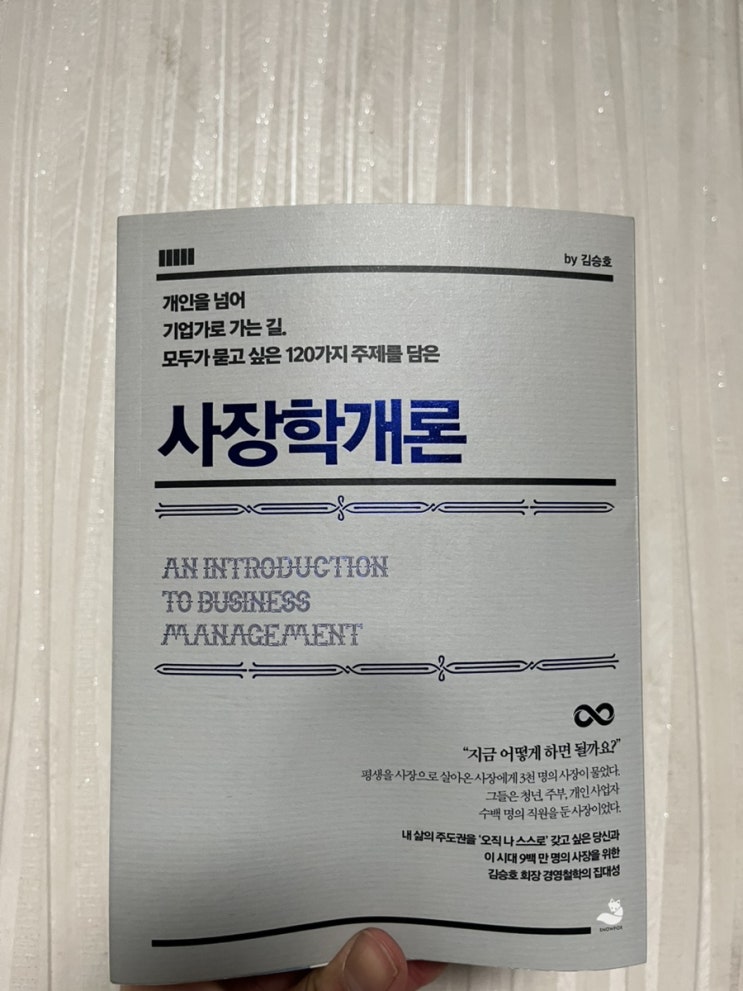 by 김승호
개인을 넘어
기업가로 가는 길.
모두가 묻고 싶은 120가지 주제를 담은
사장학개론
AN INTRODUCTION
TO BUSINESS
MANAGEMENT
“지금 어떻게 하면 될까요?”
평생을 사장으로 살아온 사장에게 3천 명의 사장이 물었다.
그들은 청년, 주부, 개인사업자
수백 명의 직원을 둔 사장이었다.
내 삶의 주도권을 ‘오직 나 스스로’ 갖고 싶은 당신과
이 시대 9백 만 명의 사장을 위한
김승호 회장 경영철학의 집대성
SNOWFOX